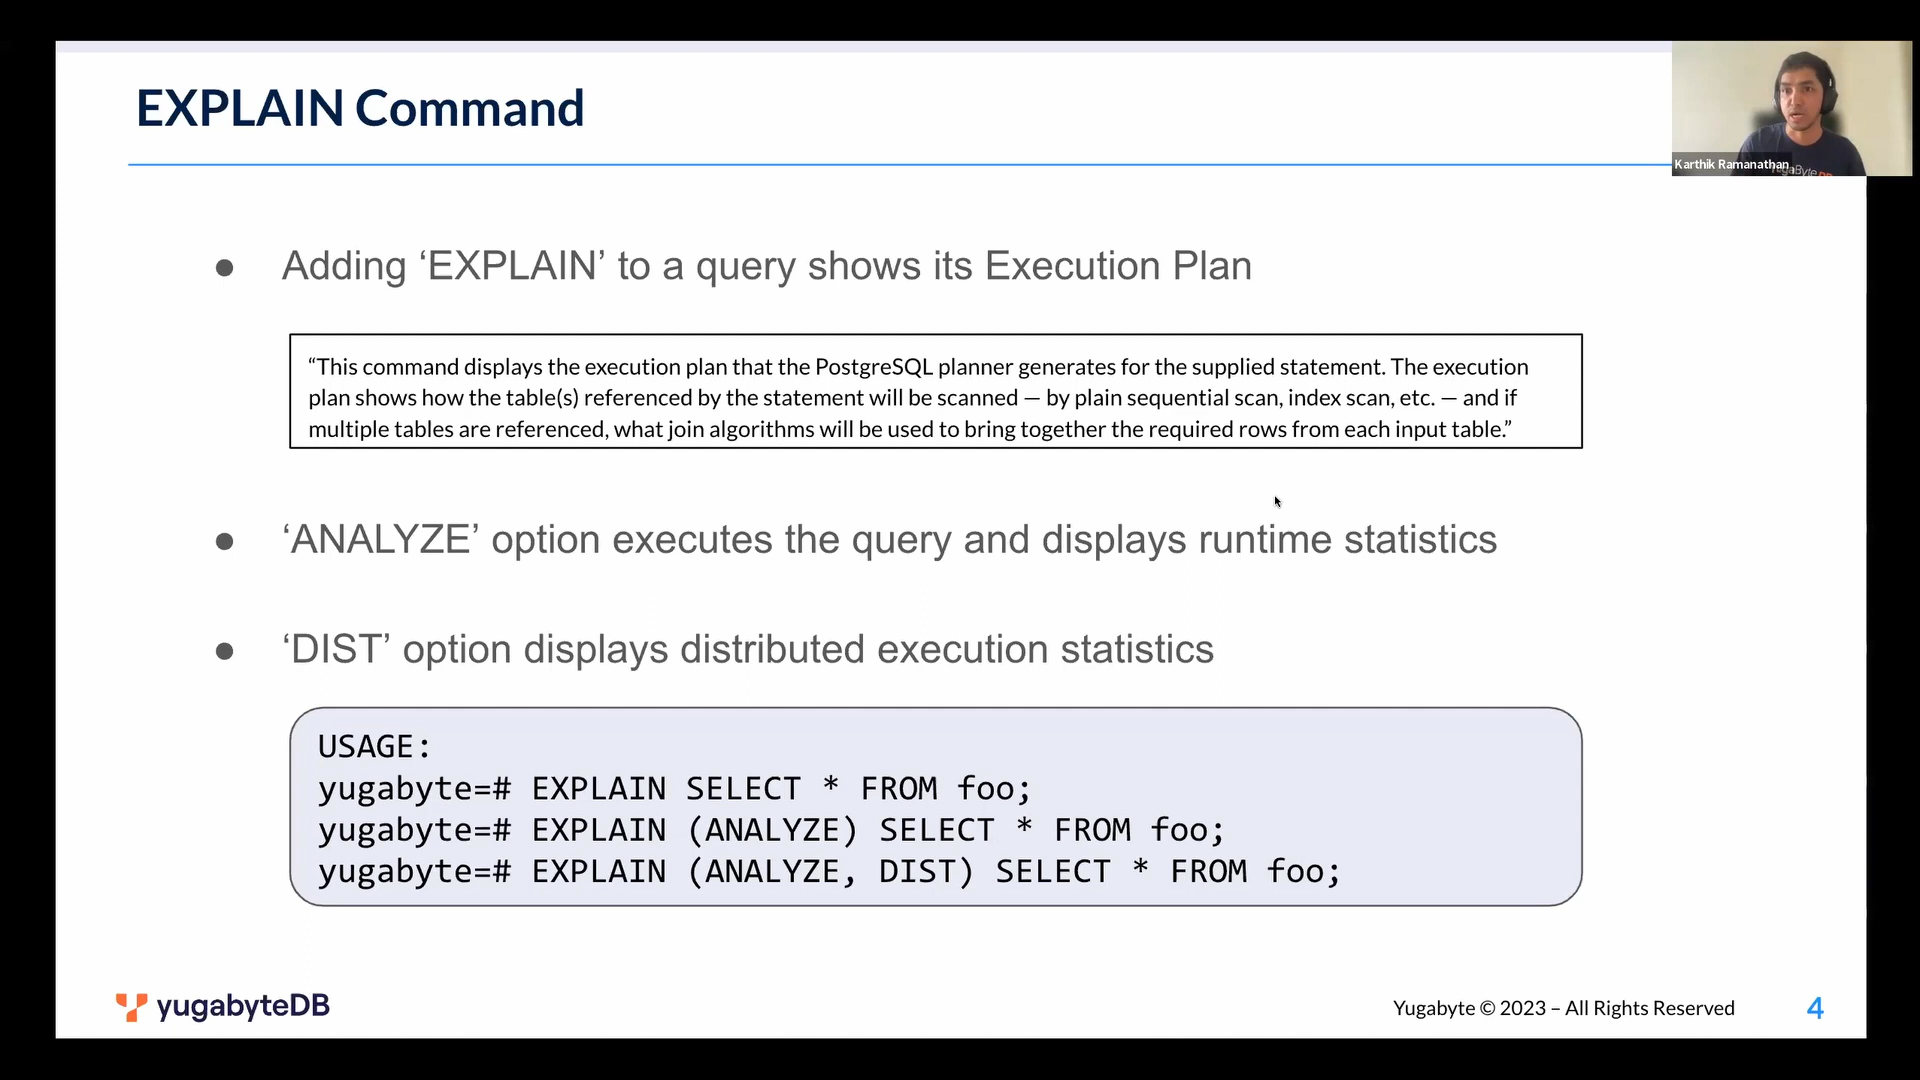 EXPLAIN Command
Karthik Ramanathan
YugaByte DB
● Adding ‘EXPLAIN’ to a query shows its Execution Plan
“This command displays the execution plan that the PostgreSQL planner generates for the supplied statement. The execution
plan shows how the table(s) referenced by the statement will be scanned — by plain sequential scan, index scan, etc. — and if
multiple tables are referenced, what join algorithms will be used to bring together the required rows from each input table.”
● ‘ANALYZE’ option executes the query and displays runtime statistics
● ‘DIST’ option displays distributed execution statistics
USAGE:
yugabyte=# EXPLAIN SELECT * FROM foo;
yugabyte=# EXPLAIN (ANALYZE) SELECT * FROM foo;
yugabyte=# EXPLAIN (ANALYZE, DIST) SELECT * FROM foo;
yugabyteDB
Yugabyte © 2023 – All Rights Reserved
4